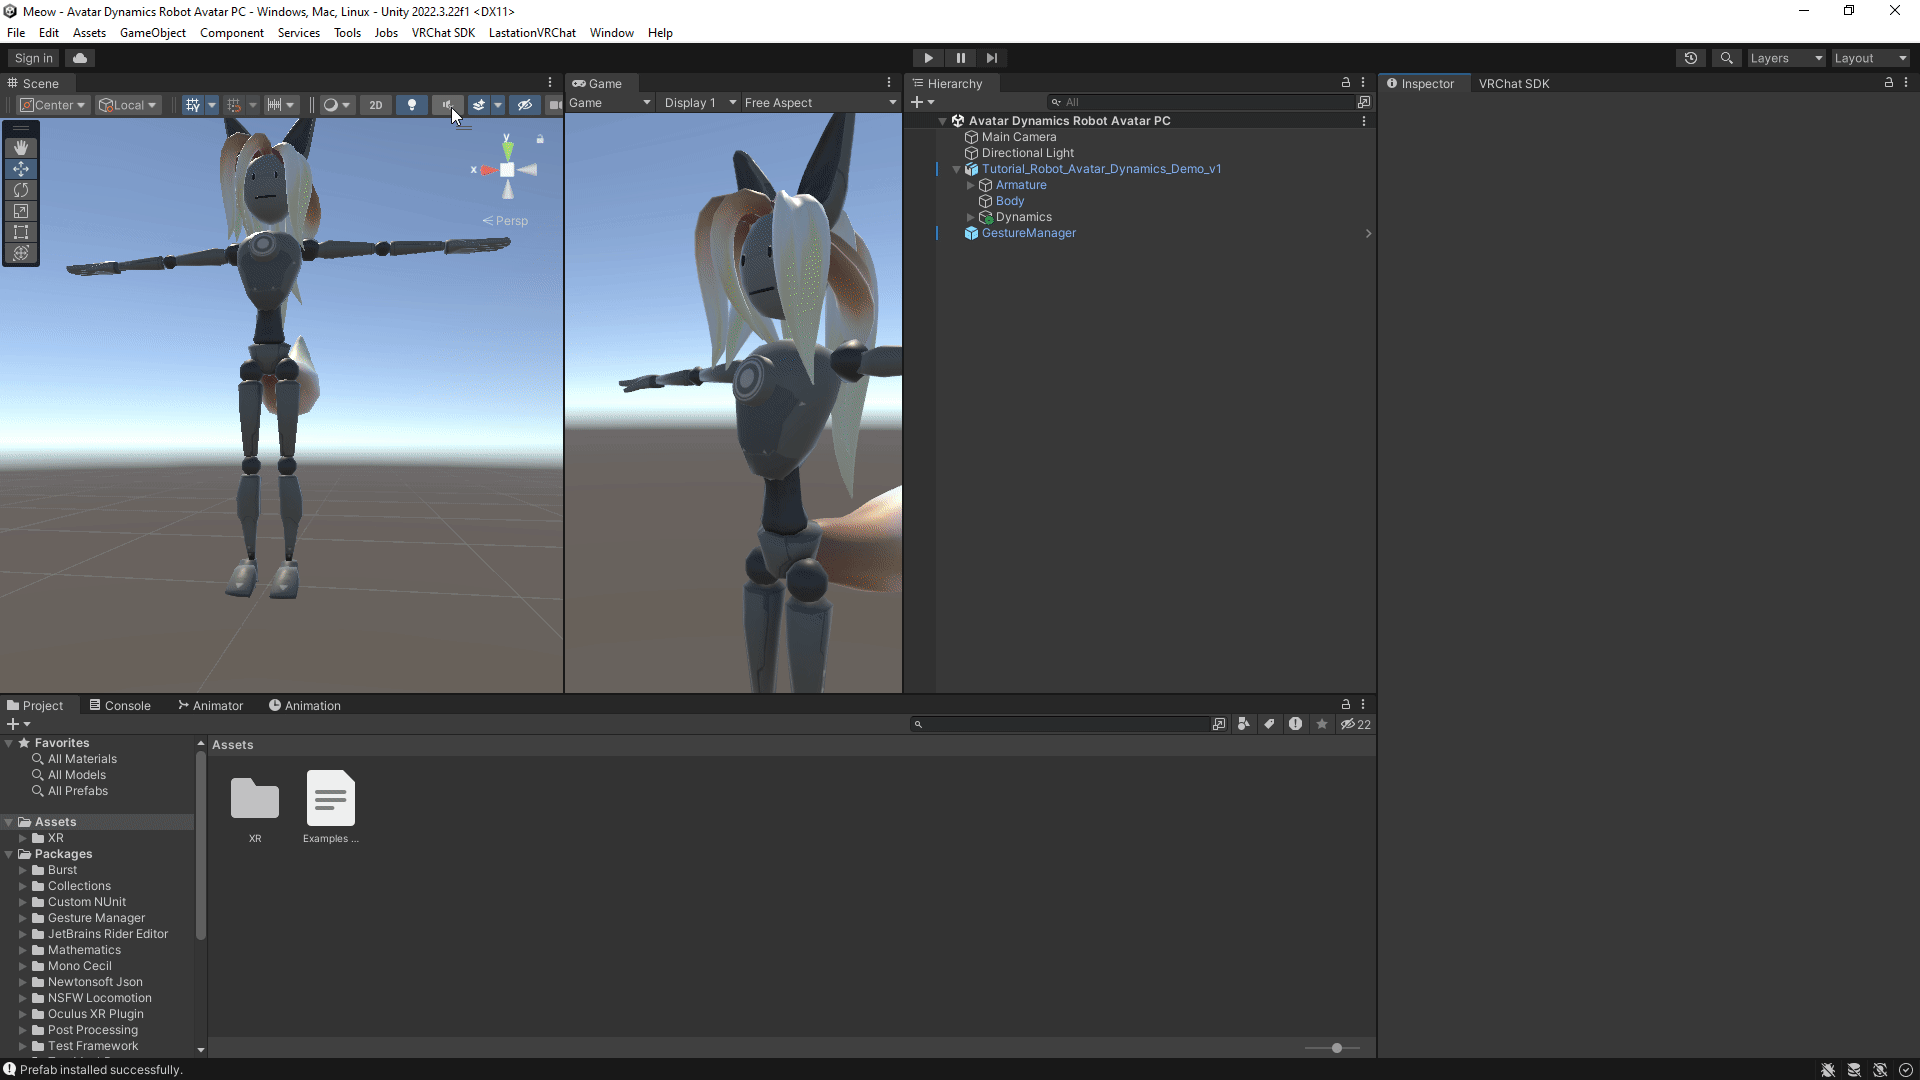 Meow - Avatar Dynamics Robot Avatar PC - Windows, Mac, Linux - Unity 2022.3.22f1 <DX11>
File Edit Assets GameObject Component Services Tools Jobs VRChat SDK LastationVRChat Window Help
Sign in
Layers
Layout
Scene
Center
Local
2D
y
x
Persp
Game
Game
Display 1
Free Aspect
Hierarchy
All
Avatar Dynamics Robot Avatar PC
Main Camera
Directional Light
Tutorial_Robot_Avatar_Dynamics_Demo_v1
Armature
Body
Dynamics
GestureManager
Inspector
VRChat SDK
Project
Console
Animator
Animation
22
Favorites
All Materials
All Models
All Prefabs
Assets
XR
Packages
Burst
Collections
Custom NUnit
Gesture Manager
JetBrains Rider Editor
Mathematics
Mono Cecil
Newtonsoft Json
NSFW Locomotion
Oculus XR Plugin
Post Processing
Test Framework
Assets
XR
Examples ...
Prefab installed successfully.